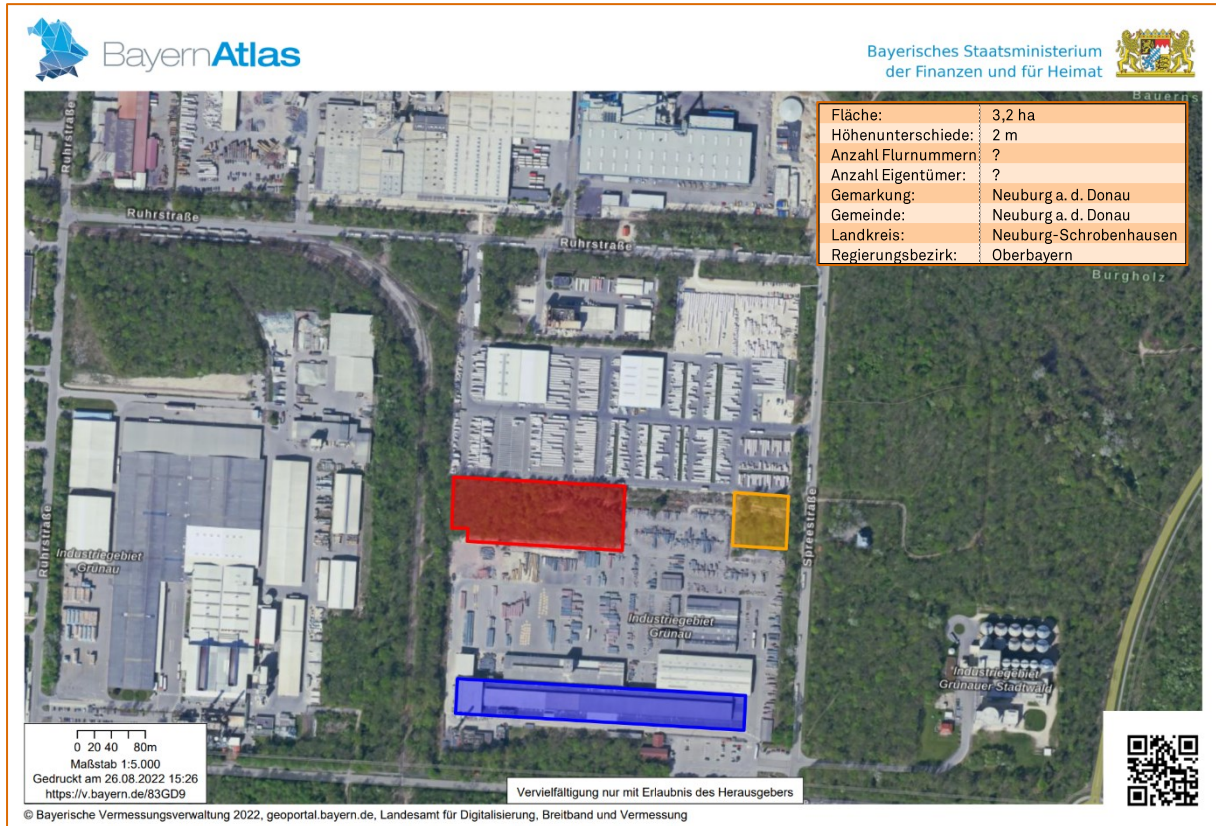 BayernAtlas
Bayerisches Staatsministerium
der Finanzen und für Heimat
Bauerns
Fläche: 3,2 ha
Höhenunterschiede: 2 m
Anzahl Flurnummern: ?
Anzahl Eigentümer: ?
Gemarkung: Neuburg a. d. Donau
Gemeinde: Neuburg a. d. Donau
Landkreis: Neuburg-Schrobenhausen
Regierungsbezirk: Oberbayern
Ruhrstraße
Ruhrstraße
Ruhrstraße
Burgholz
Spreestraße
Ruhrstraße
Industriegebiet
Grünau
Industriegebiet
Grünau
Industriegebiet
Grünauer Stadtwald
0 20 40 80m
Maßstab 1:5.000
Gedruckt am 26.08.2022 15:26
https://v.bayern.de/83GD9
Vervielfältigung nur mit Erlaubnis des Herausgebers
© Bayerische Vermessungsverwaltung 2022, geoportal.bayern.de, Landesamt für Digitalisierung, Breitband und Vermessung